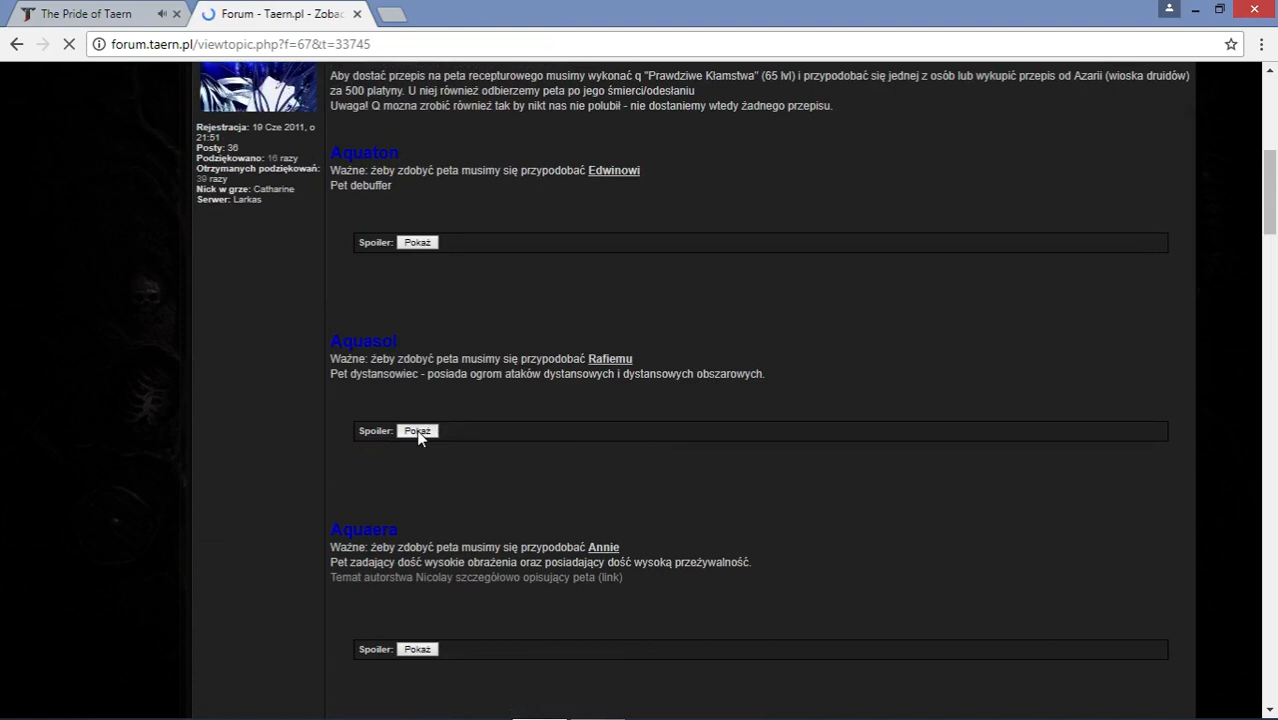 The Pride of Taern
Forum - Taern.pl - Zobac
forum.taern.pl/viewtopic.php?f=67&t=33745
Aby dostać przepis na peta recepturowego musimy wykonać q "Prawdziwe Kłamstwa" (65 lvl) i przypodobać się jednej z osób lub wykupić przepis od Azarii (wioska druidów)
za 500 platyny. U niej również odbierzemy peta po jego śmierci/odesłaniu
Uwaga! Q mozna zrobić również tak by nikt nas nie polubił - nie dostaniemy wtedy żadnego przepisu.
Rejestracja: 19 Cze 2011, o
21:51
Posty: 36
Podziękowano: 16 razy
Otrzymanych podziękowań:
39 razy
Nick w grze: Catharine
Serwer: Larkas
Aquaton
Ważne: żeby zdobyć peta musimy się przypodobać Edwinowi
Pet debuffer
Spoiler: Pokaż
Aquasol
Ważne: żeby zdobyć peta musimy się przypodobać Rafiemu
Pet dystansowiec - posiada ogrom ataków dystansowych i dystansowych obszarowych.
Spoiler: Pokaż
Aquaera
Ważne: żeby zdobyć peta musimy się przypodobać Annie
Pet zadający dość wysokie obrażenia oraz posiadający dość wysoką przeżywalność.
Temat autorstwa Nicolay szczegółowo opisujący peta (link)
Spoiler: Pokaż